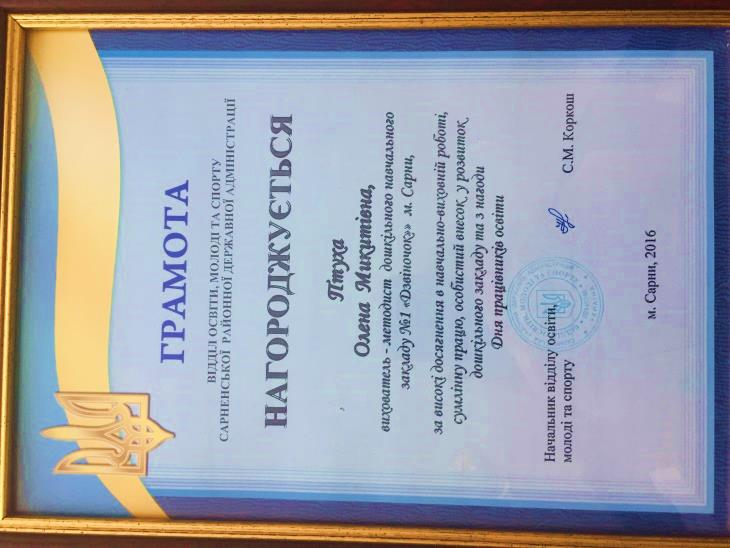 ГРАМОТА
ВІДДІЛ ОСВІТИ, МОЛОДІ ТА СПОРТУ
САРНЕНСЬКОЇ РАЙОННОЇ ДЕРЖАВНОЇ АДМІНІСТРАЦІЇ
НАГОРОДЖУЄТЬСЯ
Птуха
Олена Микитівна,
вихователь - методист дошкільного навчального
закладу №1 «Дзвіночок»» м. Сарни,
за високі досягнення в навчально-виховній роботі,
сумлінну працю, особистий внесок у розвиток
дошкільного закладу та з нагоди
Дня працівників освіти
Начальник відділу освіти,
молоді та спорту
С.М. Коркош
м. Сарни, 2016